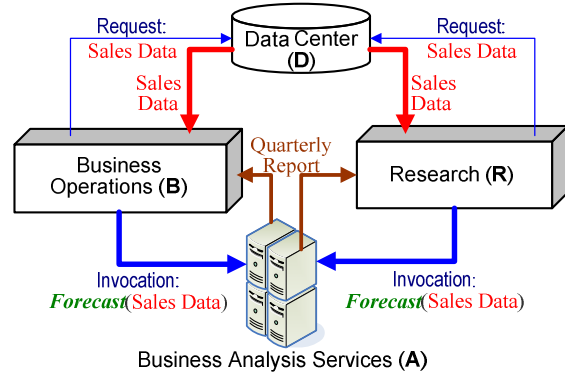 Request:
Sales Data
Data Center
(D)
Request:
Sales Data
Sales
Data
Sales
Data
Business
Operations (B)
Quarterly
Report
Research (R)
Invocation:
Forecast(Sales Data)
Invocation:
Forecast(Sales Data)
Business Analysis Services (A)